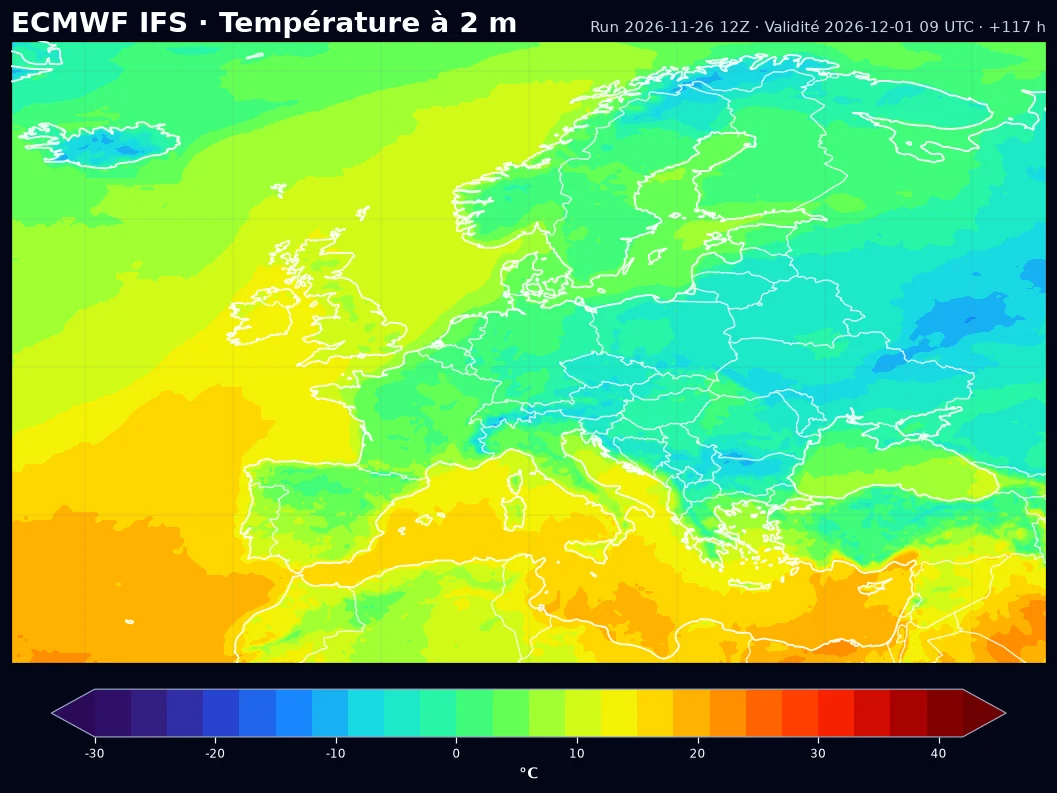 ECMWF IFS · Température à 2 m
Run 2026-11-26 12Z · Validité 2026-12-01 09 UTC · +117 h
-30 -20 -10 0 10 20 30 40
°C